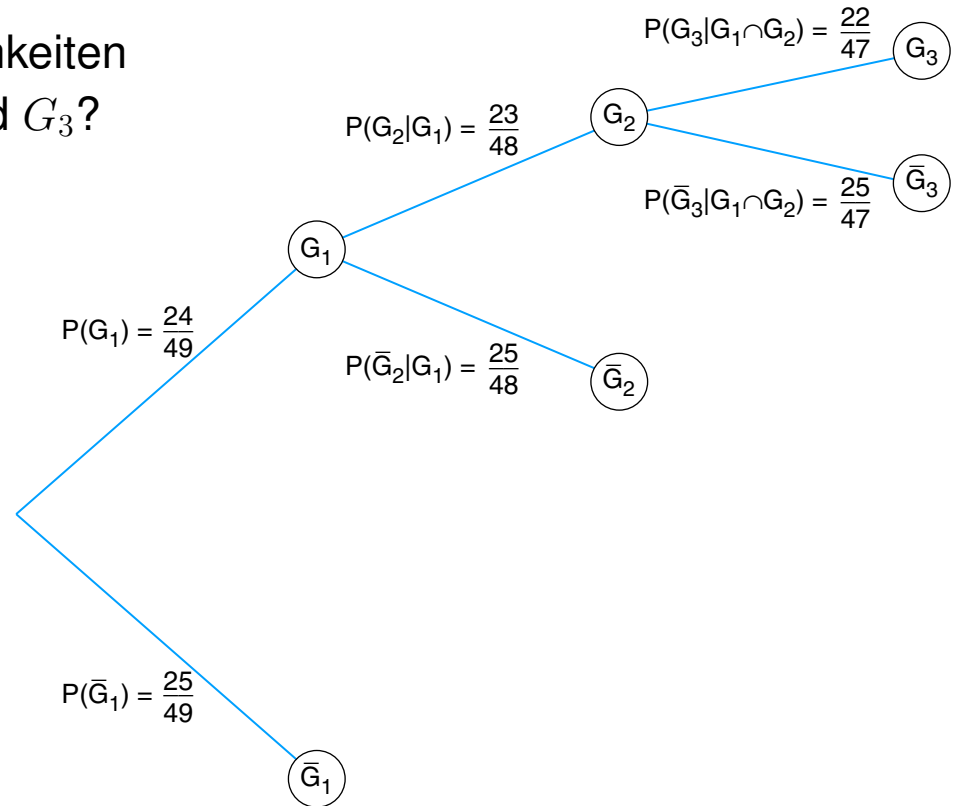 keiten
G₃?
P(G₃|G₁∩G₂) = 22/47
G₃
P(G₂|G₁) = 23/48
G₂
P(Ḡ₃|G₁∩G₂) = 25/47
Ḡ₃
G₁
P(G₁) = 24/49
P(Ḡ₂|G₁) = 25/48
Ḡ₂
P(Ḡ₁) = 25/49
Ḡ₁